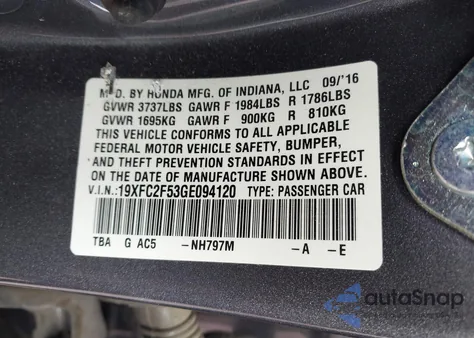 MFD. BY HONDA MFG. OF INDIANA, LLC 09/'16
GVWR 3737LBS GAWR F 1984LBS R 1786LBS
GVWR 1695KG GAWR F 900KG R 810KG
THIS VEHICLE CONFORMS TO ALL APPLICABLE
FEDERAL MOTOR VEHICLE SAFETY, BUMPER,
AND THEFT PREVENTION STANDARDS IN EFFECT
ON THE DATE OF MANUFACTURE SHOWN ABOVE.
V.I.N.:19XFC2F53GE094120 TYPE: PASSENGER CAR
TBA G AC5 -NH797M -A -E
autoSnap